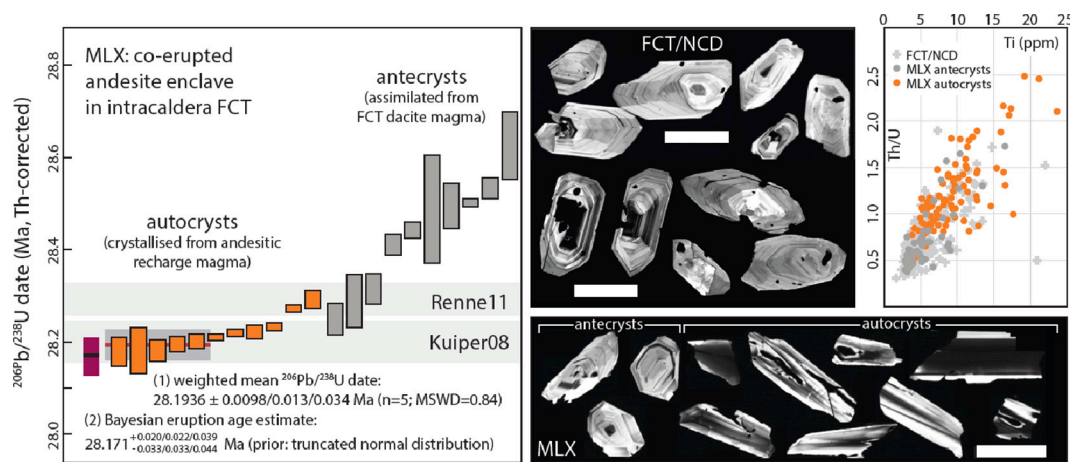 MLX: co-erupted
andesite enclave
in intracaldera FCT
antecrysts
(assimilated from
FCT dacite magma)
autocrysts
(crystallised from andesitic
recharge magma)
Renne11
Kuiper08
(1) weighted mean ²⁰⁶Pb/²³⁸U date:
28.1936 ± 0.0098/0.013/0.034 Ma (n=5; MSWD=0.84)
(2) Bayesian eruption age estimate:
28.171 +0.020/0.022/0.039 -0.033/0.033/0.044 Ma (prior: truncated normal distribution)
²⁰⁶Pb/²³⁸U date (Ma, Th-corrected)
28.8
28.6
28.4
28.2
28.0
FCT/NCD
0
5
10
15
20
25
Ti (ppm)
FCT/NCD
MLX antecrysts
MLX autocrysts
Th/U
2.5
2.0
1.5
1.0
0.5
antecrysts
autocrysts
MLX